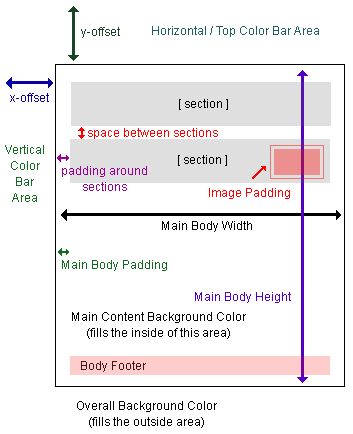 y-offset
Horizontal / Top Color Bar Area
x-offset
[ section ]
space between sections
Vertical
Color
Bar
Area
[ section ]
padding around
sections
Image Padding
Main Body Width
Main Body Padding
Main Body Height
Main Content Background Color
(fills the inside of this area)
Body Footer
Overall Background Color
(fills the outside area)